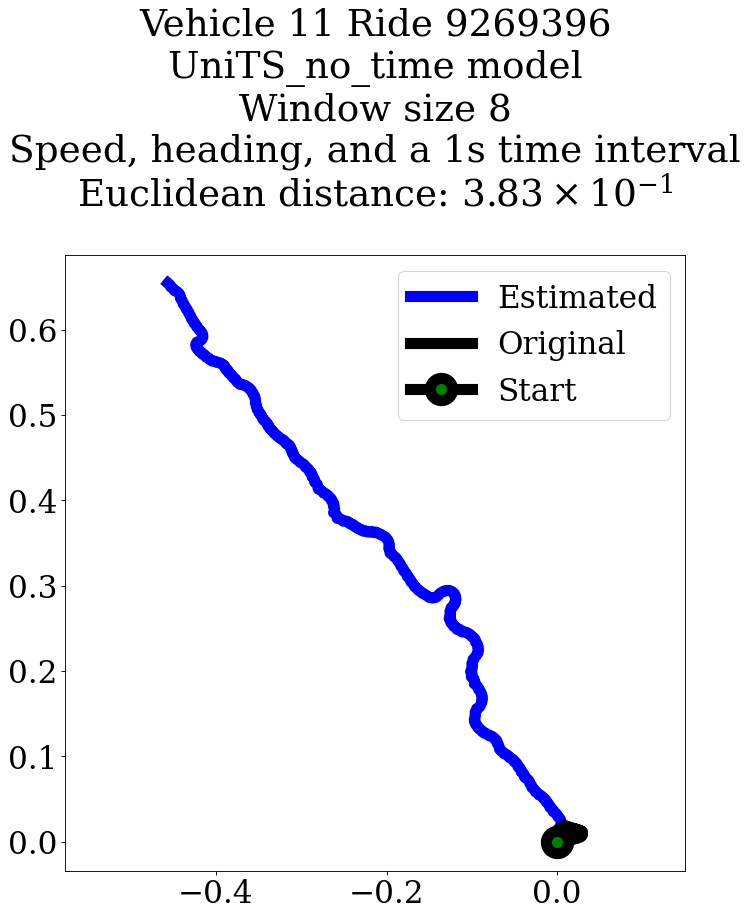 Vehicle 11 Ride 9269396
UniTS_no_time model
Window size 8
Speed, heading, and a 1s time interval
Euclidean distance: 3.83 × 10⁻¹
Estimated
Original
Start
0.6
0.5
0.4
0.3
0.2
0.1
0.0
−0.4 −0.2 0.0